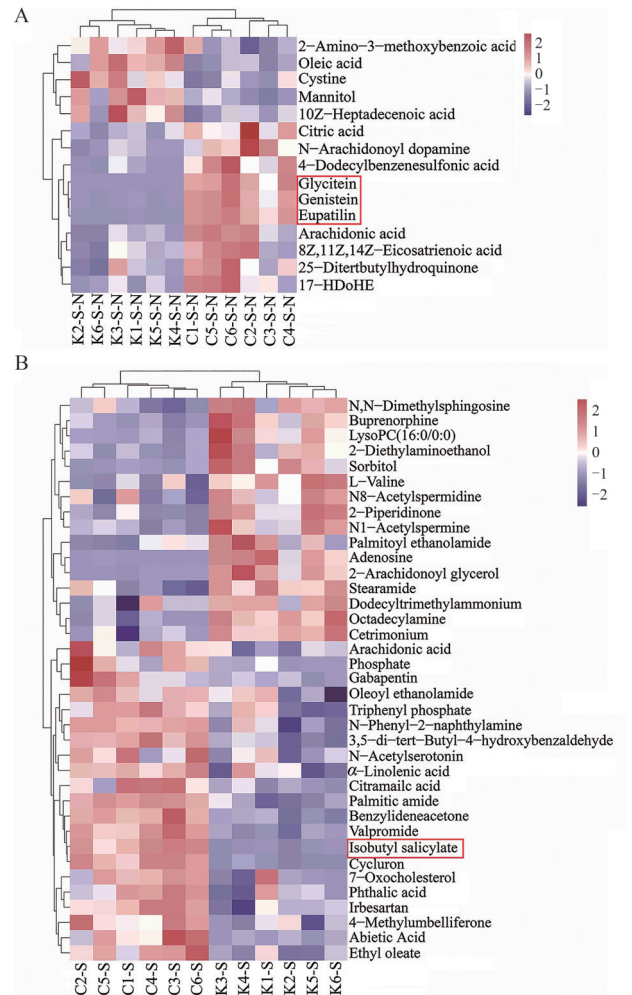 A
2−Amino−3−methoxybenzoic acid
Oleic acid
Cystine
Mannitol
10Z−Heptadecenoic acid
Citric acid
N−Arachidonoyl dopamine
4−Dodecylbenzenesulfonic acid
Glycitein
Genistein
Eupatilin
Arachidonic acid
8Z,11Z,14Z−Eicosatrienoic acid
25−Ditertbutylhydroquinone
17−HDoHE
2
1
0
−1
−2
K2−S−N
K6−S−N
K3−S−N
K1−S−N
K5−S−N
K4−S−N
C1−S−N
C5−S−N
C6−S−N
C2−S−N
C3−S−N
C4−S−N
B
N,N−Dimethylsphingosine
Buprenorphine
LysoPC(16:0/0:0)
2−Diethylaminoethanol
Sorbitol
L−Valine
N8−Acetylspermidine
2−Piperidinone
N1−Acetylspermine
Palmitoyl ethanolamide
Adenosine
2−Arachidonoyl glycerol
Stearamide
Dodecyltrimethylammonium
Octadecylamine
Cetrimonium
Arachidonic acid
Phosphate
Gabapentin
Oleoyl ethanolamide
Triphenyl phosphate
N−Phenyl−2−naphthylamine
3,5−di−tert−Butyl−4−hydroxybenzaldehyde
N−Acetylserotonin
α−Linolenic acid
Citramailc acid
Palmitic amide
Benzylideneacetone
Valpromide
Isobutyl salicylate
Cycluron
7−Oxocholesterol
Phthalic acid
Irbesartan
4−Methylumbelliferone
Abietic Acid
Ethyl oleate
2
1
0
−1
−2
C2−S
C5−S
C1−S
C4−S
C3−S
C6−S
K3−S
K4−S
K1−S
K2−S
K5−S
K6−S